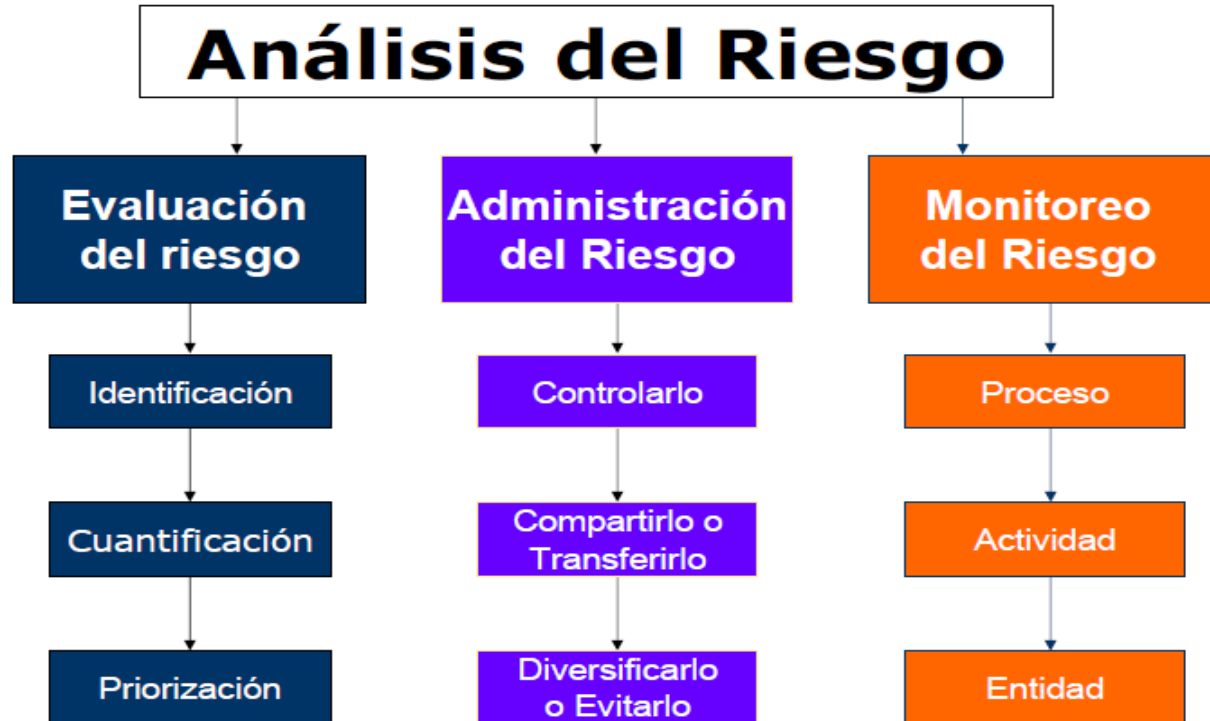 Análisis del Riesgo
Evaluación
del riesgo
Administración
del Riesgo
Monitoreo
del Riesgo
Identificación
Controlarlo
Proceso
Cuantificación
Compartirlo o
Transferirlo
Actividad
Priorización
Diversificarlo
o Evitarlo
Entidad